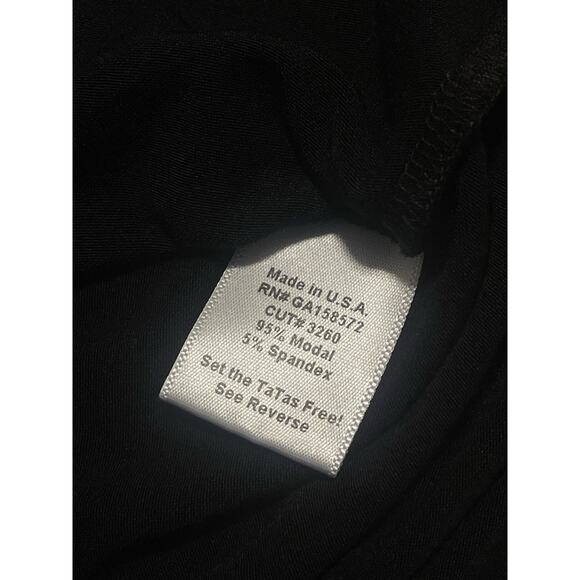 Made in U.S.A.
RN# GA158572
CUT# 3260
95% Modal
5% Spandex
Set the TaTas Free!
See Reverse